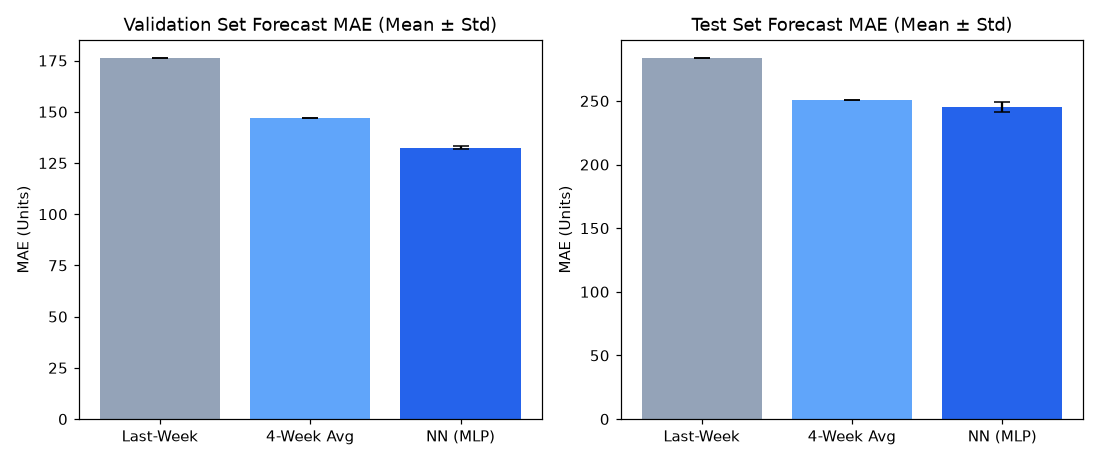 Validation Set Forecast MAE (Mean ± Std)
MAE (Units)
175
150
125
100
75
50
25
0
Last-Week
4-Week Avg
NN (MLP)
Test Set Forecast MAE (Mean ± Std)
MAE (Units)
250
200
150
100
50
0
Last-Week
4-Week Avg
NN (MLP)